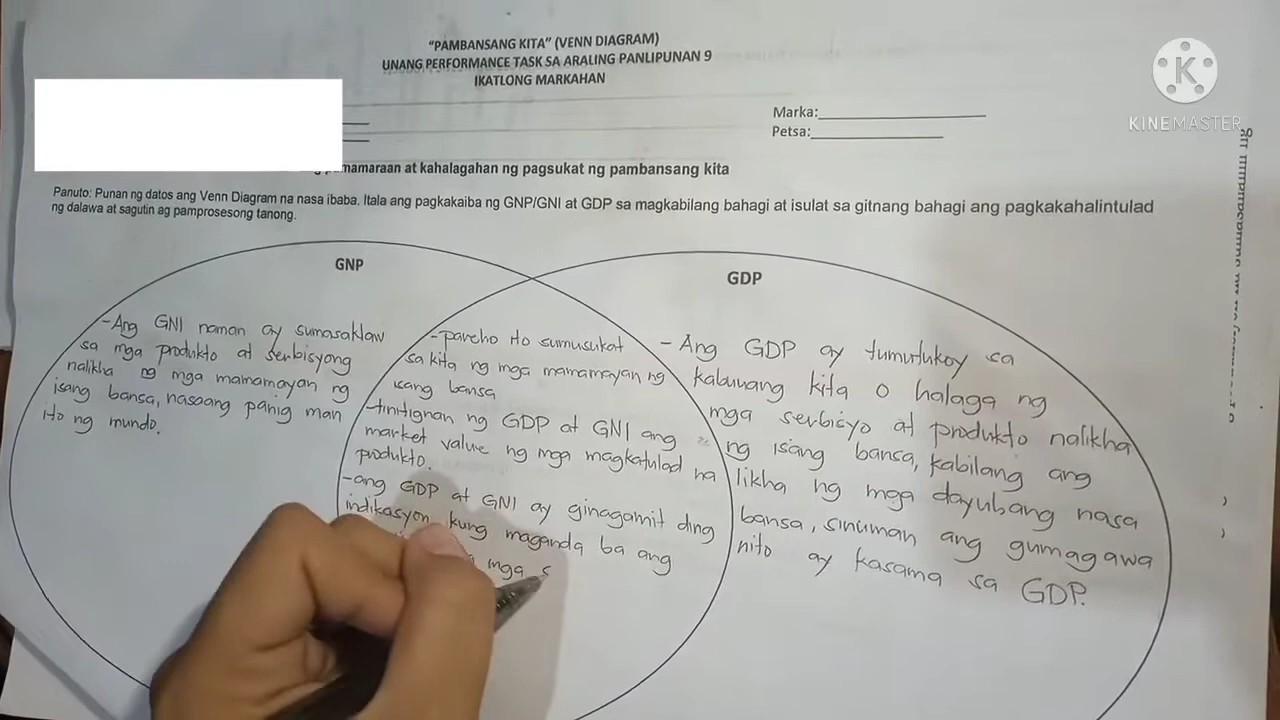 "PAMBANSANG KITA" (VENN DIAGRAM)
UNANG PERFORMANCE TASK SA ARALING PANLIPUNAN 9
IKATLONG MARKAHAN
Marka:
Petsa:
pamamaraan at kahalagahan ng pagsukat ng pambansang kita
Panuto: Punan ng datos ang Venn Diagram na nasa ibaba. Itala ang pagkakaiba ng GNP/GNI at GDP sa magkabilang bahagi at isulat sa gitnang bahagi ang pagkakahalintulad
ng dalawa at sagutin ag pamprosesong tanong.
GNP
-Ang GNI naman ay sumasaklaw
sa mga produkto at serbisyong
nalikha ng mga mamamayan ng
isang bansa, nasaang panig man
ito ng mundo.
-pareho ito sumusukat
sa kita ng mga mamamayan ng
isang bansa
-tinitignan ng GDP at GNI ang
market value ng mga magkatulad na
produkto.
-ang GDP at GNI ay ginagamit ding
indikasyon kung maganda ba ang
mga s
GDP
- Ang GDP ay tumutukoy sa
kabuuang kita o halaga ng
mga serbisyo at produkto nalikha
ng isang bansa, kabilang ang
likha ng mga dayuhang nasa
bansa, sinuman ang gumagawa
nito ay kasama sa GDP.
KINEMASTER